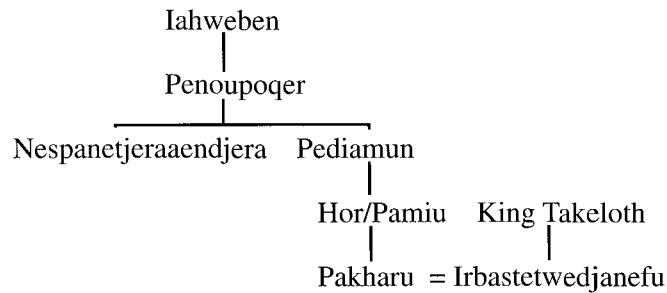 Iahweben
Penoupoqer
Nespanetjeraaendjera Pediamun
Hor/Pamiu King Takeloth
Pakharu = Irbastetwedjanefu